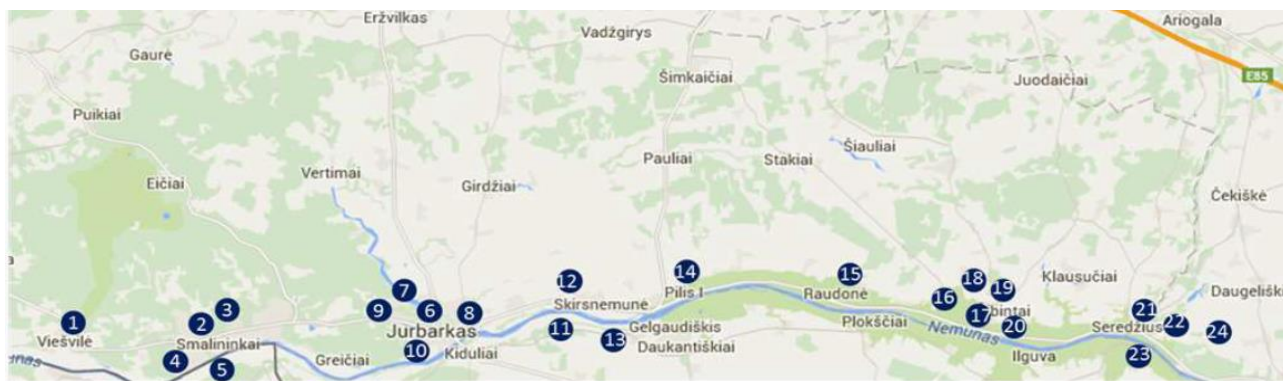 Eržvilkas
Ariogala
Vadžgirys
Gaurė
Šimkaičiai
E85
Juodaičiai
Puikiai
Šiauliai
Pauliai
Stakiai
Vertimai
Eičiai
Girdžiai
Čekiškė
a
7
12
14
15
18
19
Klausučiai
Pilis I
Raudonė
16
Daugeliški
1
2
3
9
6
8
Skirsnemunė
17
bintai
21
22
24
Viešvilė
Smalininkai
Jurbarkas
11
13
Gelgaudiškis
Plokščiai
Nemunas
20
Seredžius
unas
4
5
Greičiai
10
Kiduliai
Daukantiškiai
Ilguva
23